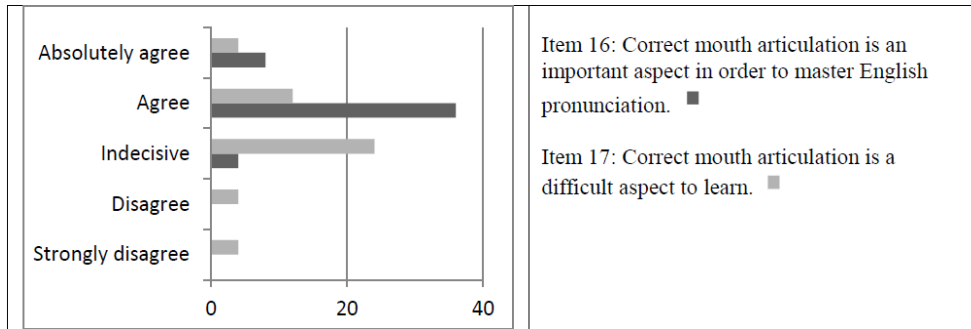 Absolutely agree
Agree
Indecisive
Disagree
Strongly disagree
0 20 40
Item 16: Correct mouth articulation is an
important aspect in order to master English
pronunciation.
Item 17: Correct mouth articulation is a
difficult aspect to learn.